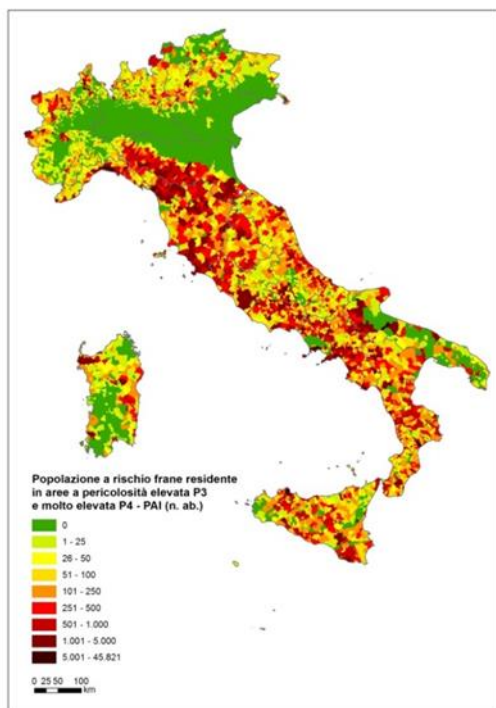 Popolazione a rischio frane residente
in aree a pericolosità elevata P3
e molto elevata P4 - PAI (n. ab.)
0
1 - 25
26 - 50
51 - 100
101 - 250
251 - 500
501 - 1.000
1.001 - 5.000
5.001 - 45.821
0 25 50 100
km